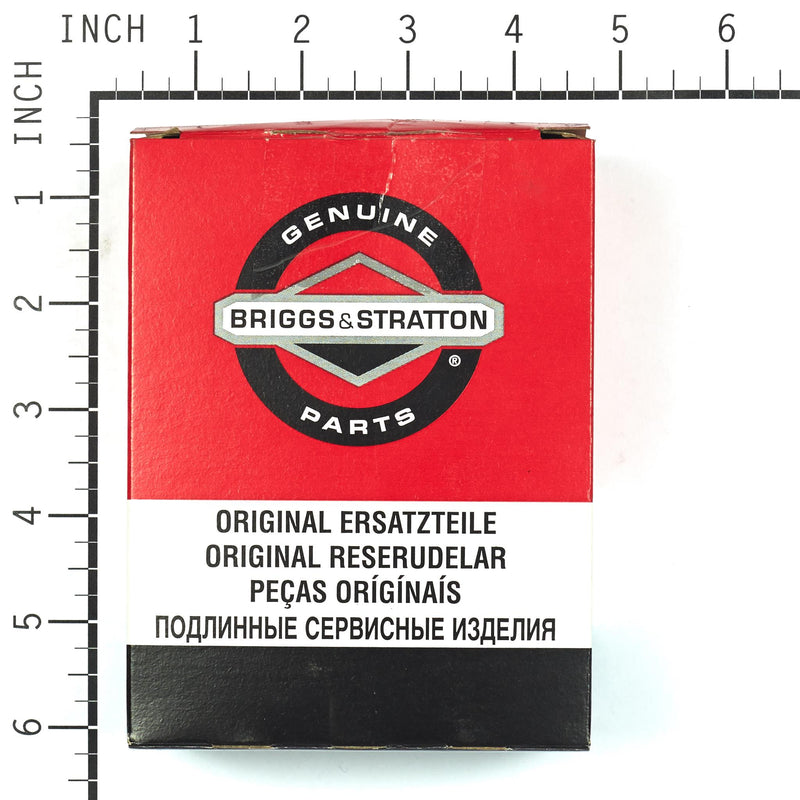 INCH 1 2 3 4 5 6
INCH 1 2 3 4 5 6
GENUINE
BRIGGS&STRATTON
®
PARTS
ORIGINAL ERSATZTEILE
ORIGINAL RESERUDELAR
PEÇAS ORÍGÍNAÍS
ПОДЛИННЫЕ СЕРВИСНЫЕ ИЗДЕЛИЯ